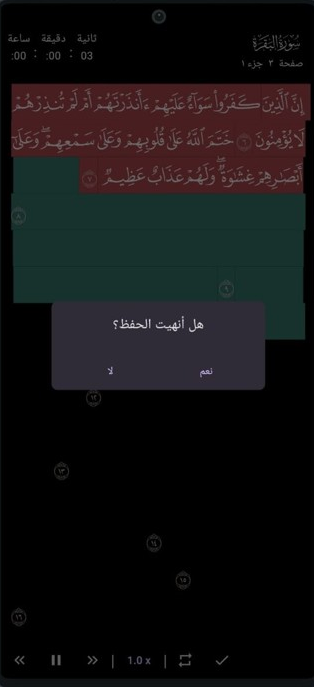 ساعة دقيقة ثانية
00: : 00: : 03
سُورَةُ البَقَرَةِ
صفحة ٣ جزء ١
إِنَّ ٱلَّذِينَ كَفَرُوا۟ سَوَآءٌ عَلَيْهِمْ ءَأَنذَرْتَهُمْ أَمْ لَمْ تُنذِرْهُمْ
لَا يُؤْمِنُونَ ٦ خَتَمَ ٱللَّهُ عَلَىٰ قُلُوبِهِمْ وَعَلَىٰ سَمْعِهِمْ ۖ وَعَلَىٰٓ
أَبْصَـٰرِهِمْ غِشَـٰوَةٌ ۖ وَلَهُمْ عَذَابٌ عَظِيمٌ ٧
٨
٩
هل أنهيت الحفظ؟
نعم لا
١٢
١٣
١٤
١٥
١٦
1.0 x